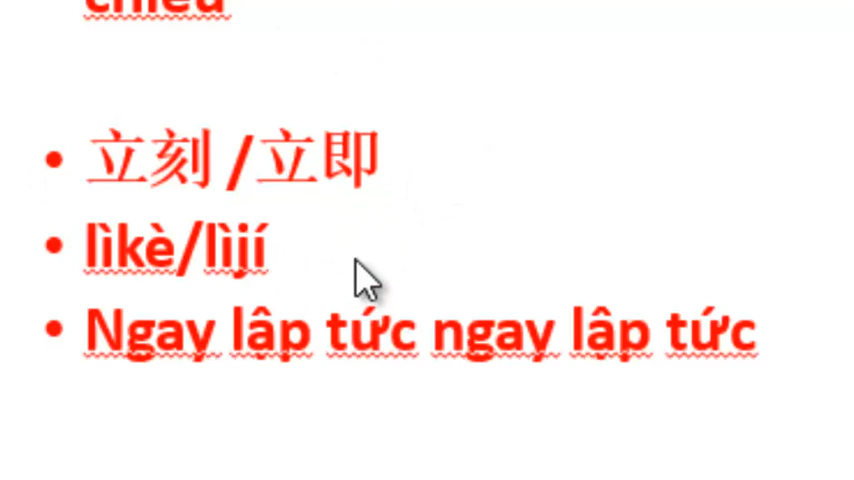 • 立刻 /立即
• lìkè/lìjí
• Ngay lập tức ngay lập tức